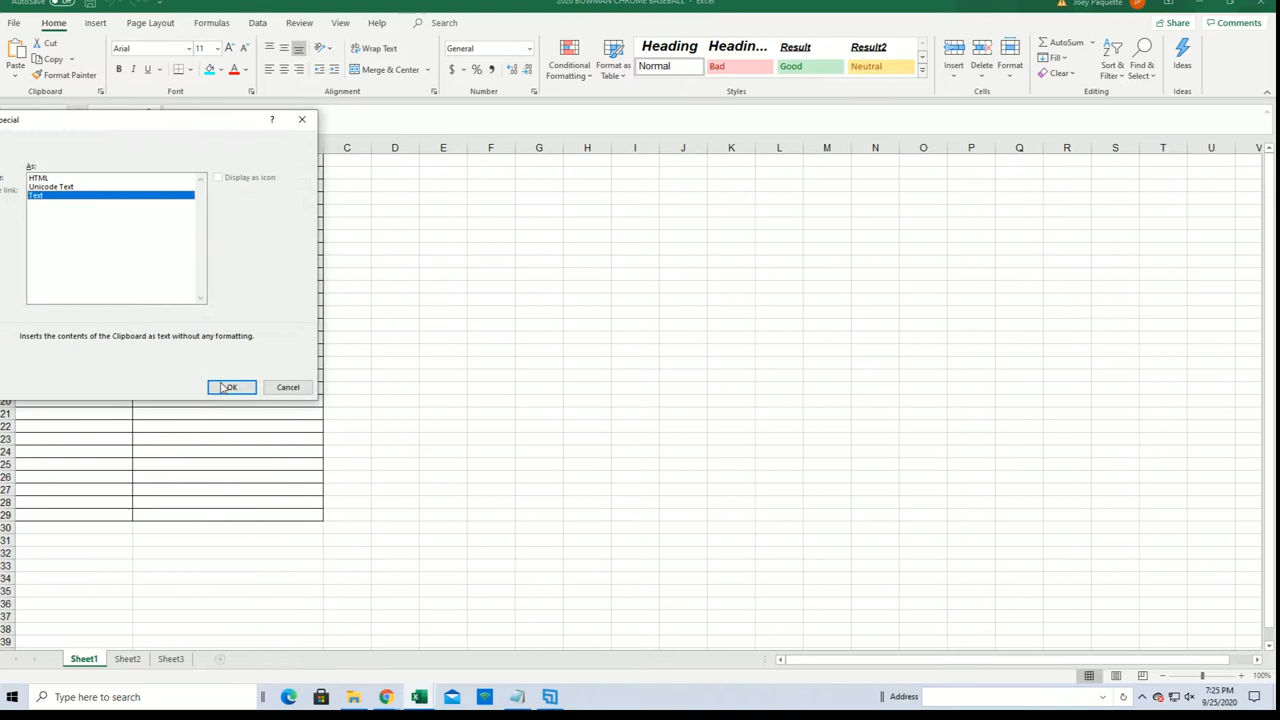 AutoSave
2020 BOWMAN CHROME BASEBALL - Excel
Joey Paquette
File Home Insert Page Layout Formulas Data Review View Help Search Share Comments
Paste Cut Copy Format Painter Clipboard
Arial 11 A A B I U A Font
Wrap Text Merge & Center Alignment
General $ % Number
Conditional Formatting Format as Table
Heading Headin... Result Result2
Normal Bad Good Neutral
Styles
Insert Delete Format Cells
AutoSum Fill Clear Sort & Filter Find & Select Editing
Ideas Ideas
ecial ?
C D E F G H I J K L M N O P Q R S T U V
As:
HTML
Unicode Text
Text
link:
Display as icon
Inserts the contents of the Clipboard as text without any formatting.
OK Cancel
20
21
22
23
24
25
26
27
28
29
30
31
32
33
34
35
36
37
38
39
Sheet1 Sheet2 Sheet3
100%
Type here to search
Address
7:25 PM
9/25/2020